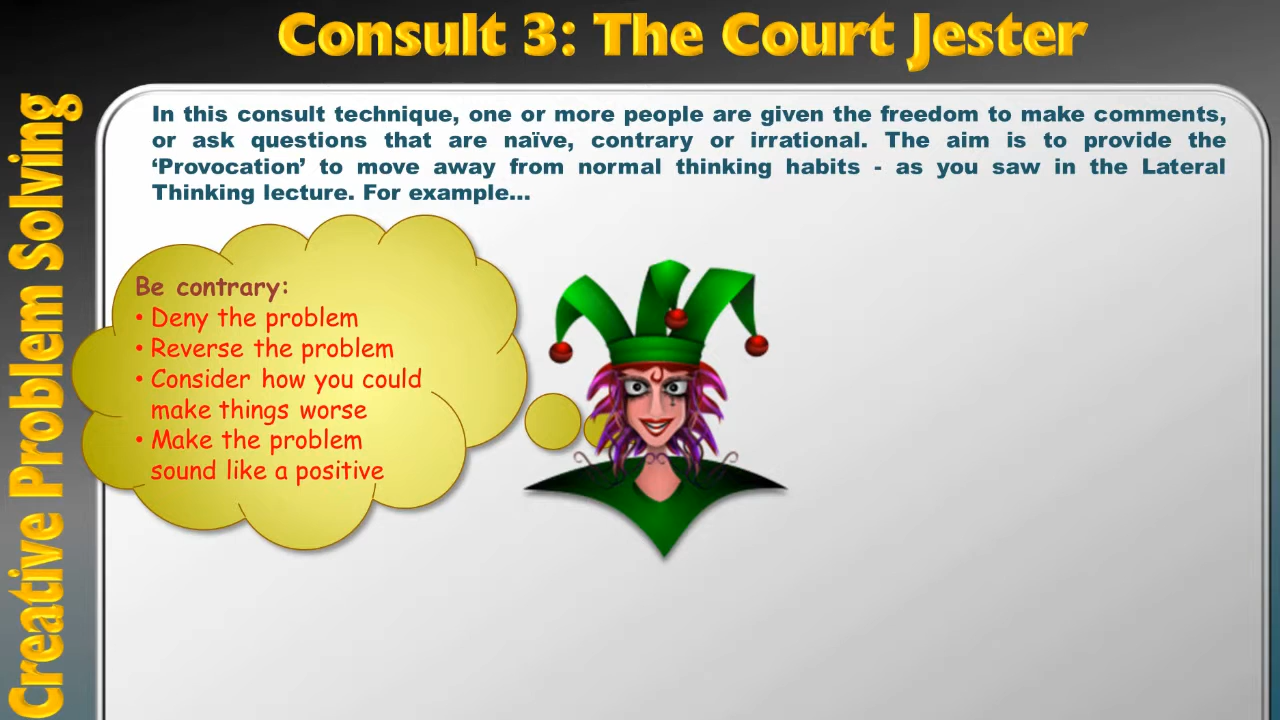 Consult 3: The Court Jester
Creative Problem Solving
In this consult technique, one or more people are given the freedom to make comments,
or ask questions that are naïve, contrary or irrational. The aim is to provide the
‘Provocation’ to move away from normal thinking habits - as you saw in the Lateral
Thinking lecture. For example...
Be contrary:
• Deny the problem
• Reverse the problem
• Consider how you could
make things worse
• Make the problem
sound like a positive